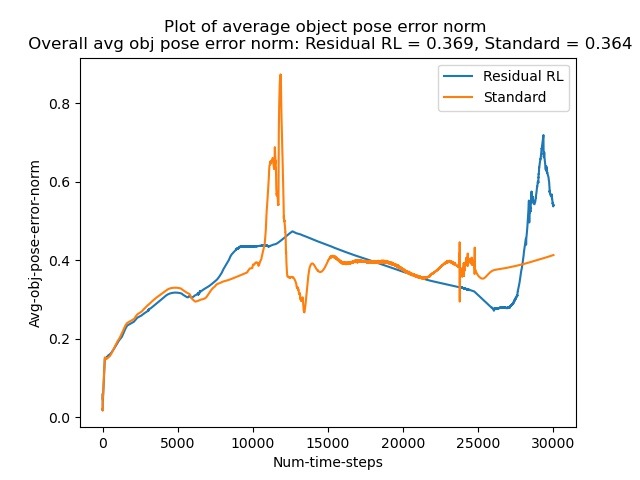 Plot of average object pose error norm
Overall avg obj pose error norm: Residual RL = 0.369, Standard = 0.364
Residual RL
Standard
0.8
0.6
0.4
0.2
0.0
Avg-obj-pose-error-norm
0 5000 10000 15000 20000 25000 30000
Num-time-steps